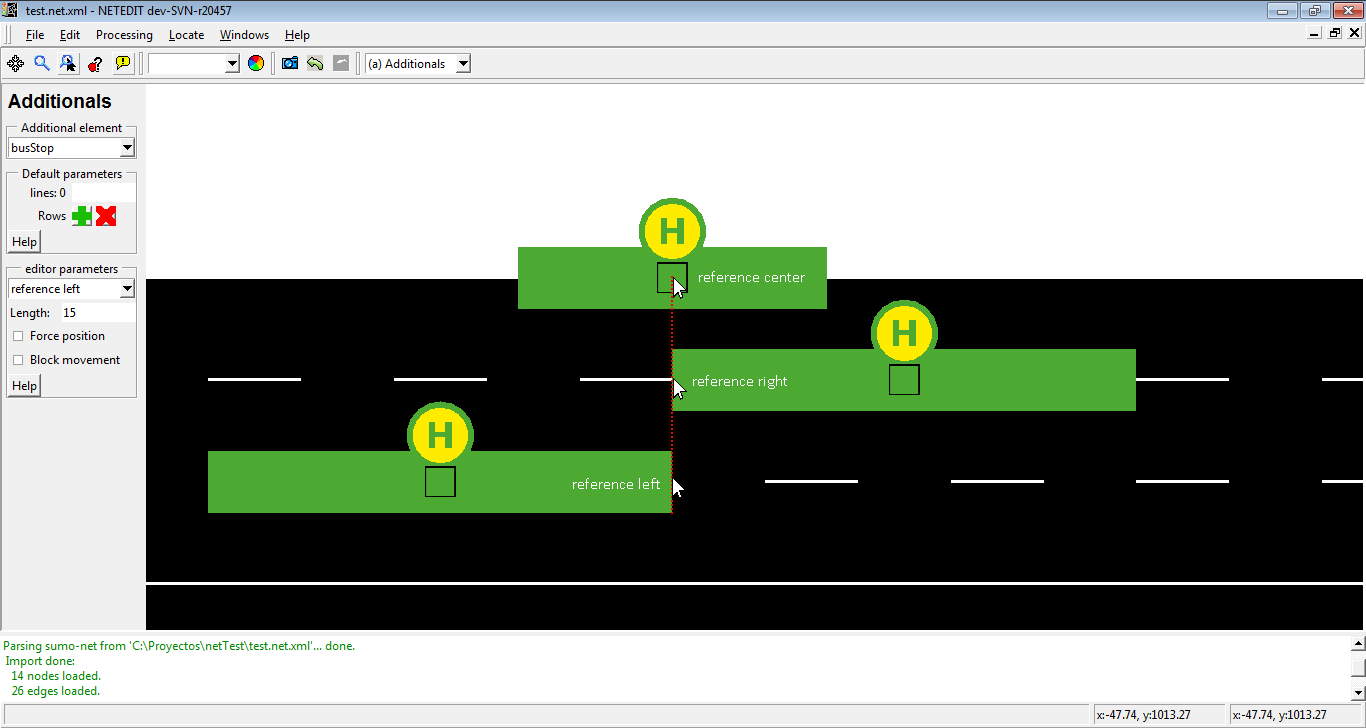 test.net.xml - NETEDIT dev-SVN-r20457
File Edit Processing Locate Windows Help
(a) Additionals
Additionals
Additional element
busStop
Default parameters
lines: 0
Rows
Help
editor parameters
reference left
Length: 15
Force position
Block movement
Help
H
reference center
H
reference right
H
reference left
Parsing sumo-net from 'C:\Proyectos\netTest\test.net.xml'... done.
Import done:
14 nodes loaded.
26 edges loaded.
x:-47.74, y:1013.27 x:-47.74, y:1013.27